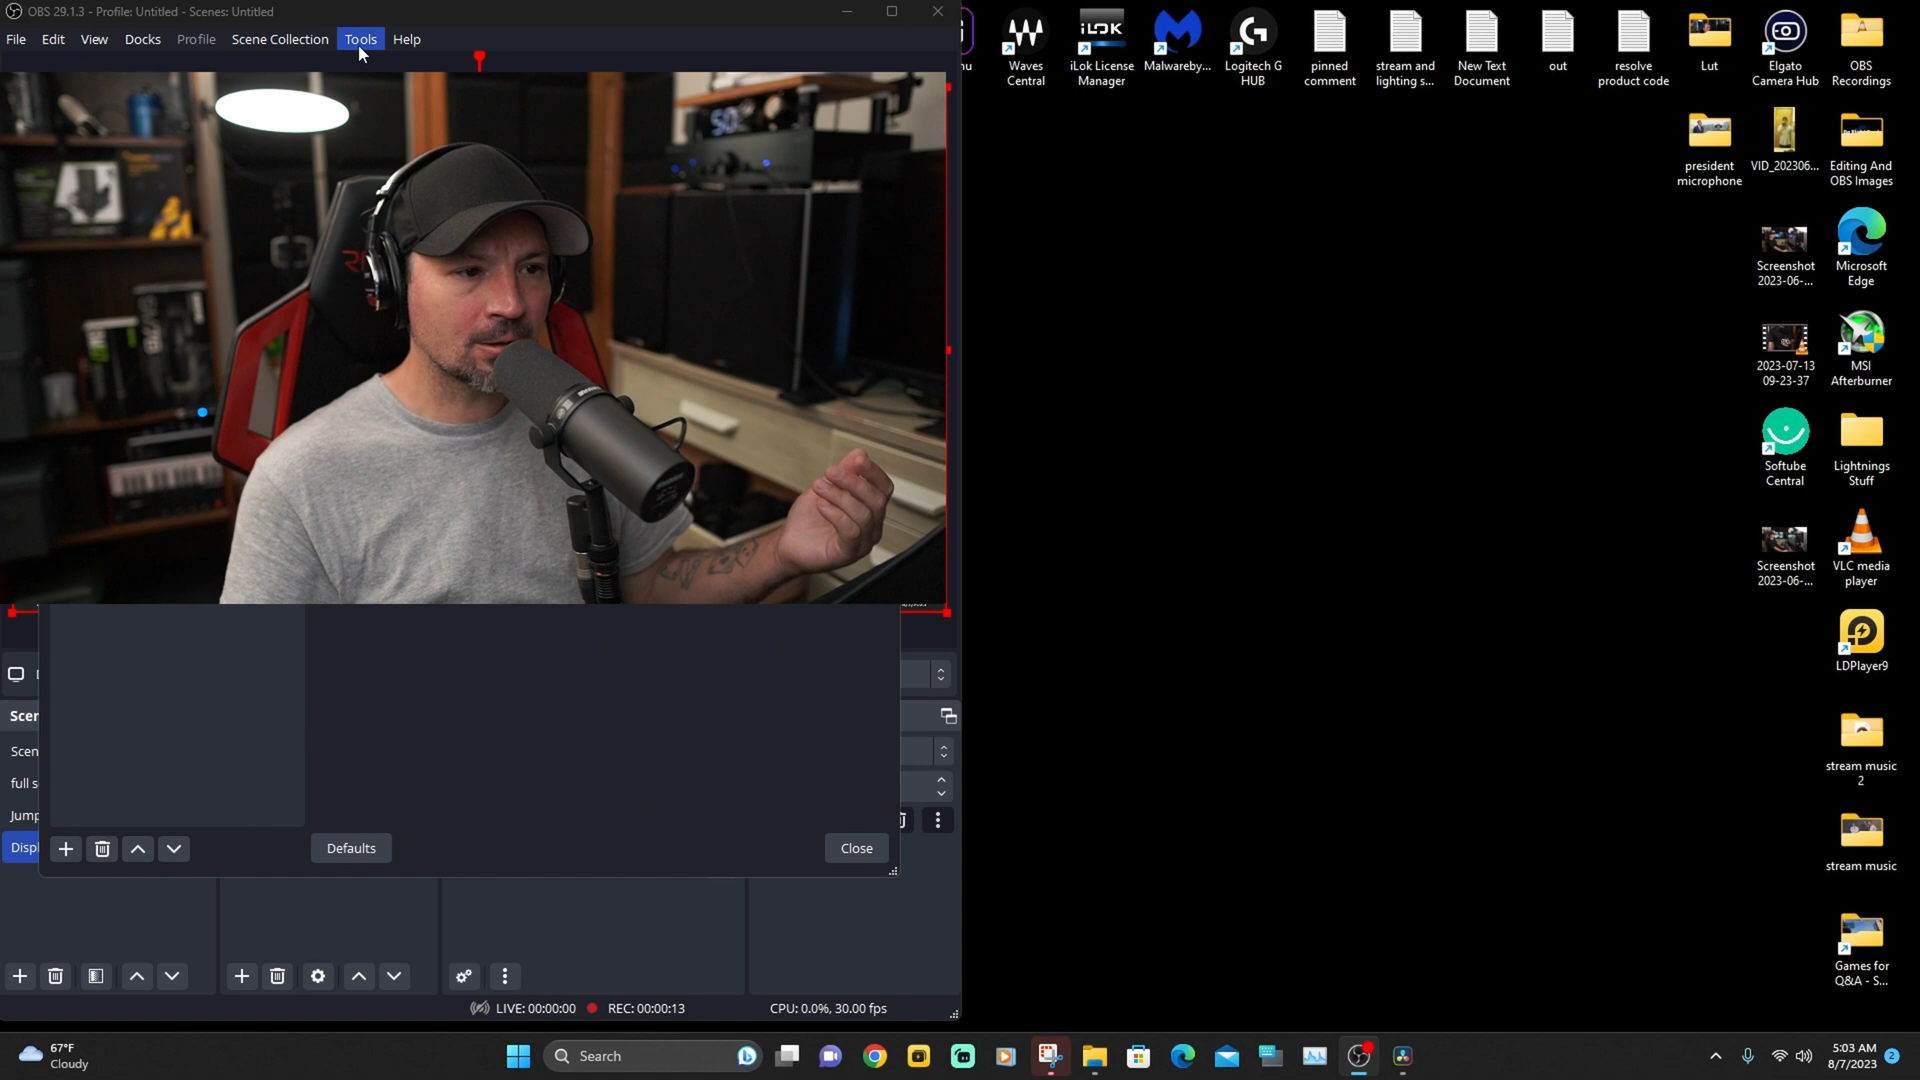 OBS 29.1.3 - Profile: Untitled - Scenes: Untitled
File Edit View Docks Profile Scene Collection Tools Help
Waves Central
iLok License Manager
Malwareby...
Logitech G HUB
pinned comment
stream and lighting s...
New Text Document
out
resolve product code
Lut
Elgato Camera Hub
OBS Recordings
president microphone
VID_202306...
Editing And OBS Images
Screenshot 2023-06-...
Microsoft Edge
2023-07-13 09-23-37
MSI Afterburner
Softube Central
Lightnings Stuff
Screenshot 2023-06-...
VLC media player
LDPlayer9
stream music 2
stream music
Games for Q&A - S...
Scen
Scen
full s
Jump
Displ
Defaults
Close
LIVE: 00:00:00
REC: 00:00:13
CPU: 0.0%, 30.00 fps
67°F
Cloudy
Search
5:03 AM
8/7/2023
2